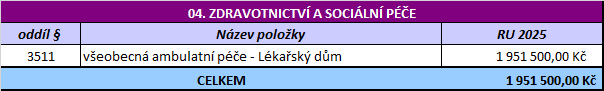 04. ZDRAVOTNICTVÍ A SOCIÁLNÍ PÉČE
oddíl § Název položky RU 2025
3511 všeobecná ambulatní péče - Lékařský dům 1 951 500,00 Kč
CELKEM 1 951 500,00 Kč